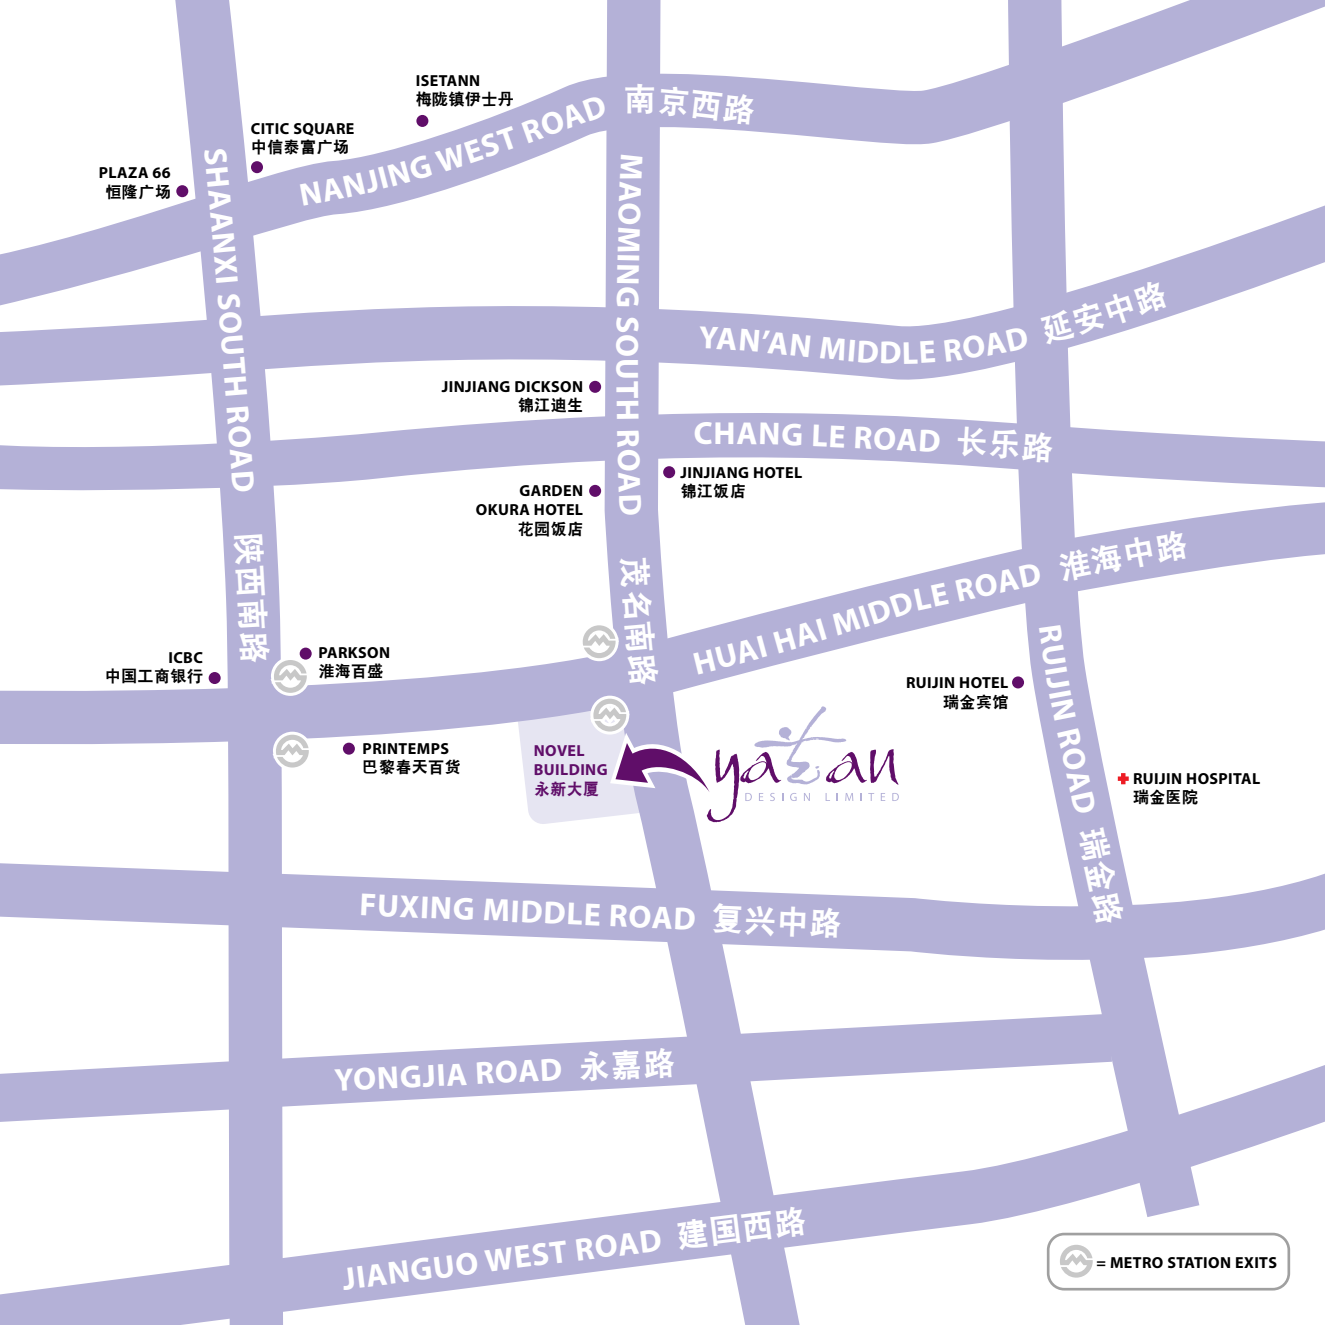 ISETANN
梅陇镇伊士丹
CITIC SQUARE
中信泰富广场
PLAZA 66
恒隆广场
NANJING WEST ROAD 南京西路
SHAANXI SOUTH ROAD 陕西南路
MAOMING SOUTH ROAD 茂名南路
YAN’AN MIDDLE ROAD 延安中路
JINJIANG DICKSON
锦江迪生
CHANG LE ROAD 长乐路
JINJIANG HOTEL
锦江饭店
GARDEN
OKURA HOTEL
花园饭店
HUAI HAI MIDDLE ROAD 淮海中路
ICBC
中国工商银行
PARKSON
淮海百盛
RUIJIN HOTEL
瑞金宾馆
RUIJIN ROAD 瑞金路
PRINTEMPS
巴黎春天百货
NOVEL
BUILDING
永新大厦
yazan
DESIGN LIMITED
RUIJIN HOSPITAL
瑞金医院
FUXING MIDDLE ROAD 复兴中路
YONGJIA ROAD 永嘉路
JIANGUO WEST ROAD 建国西路
= METRO STATION EXITS